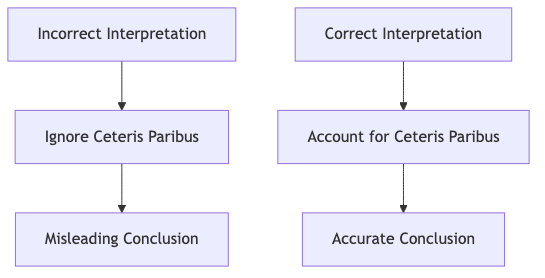 Incorrect Interpretation
Correct Interpretation
Ignore Ceteris Paribus
Account for Ceteris Paribus
Misleading Conclusion
Accurate Conclusion